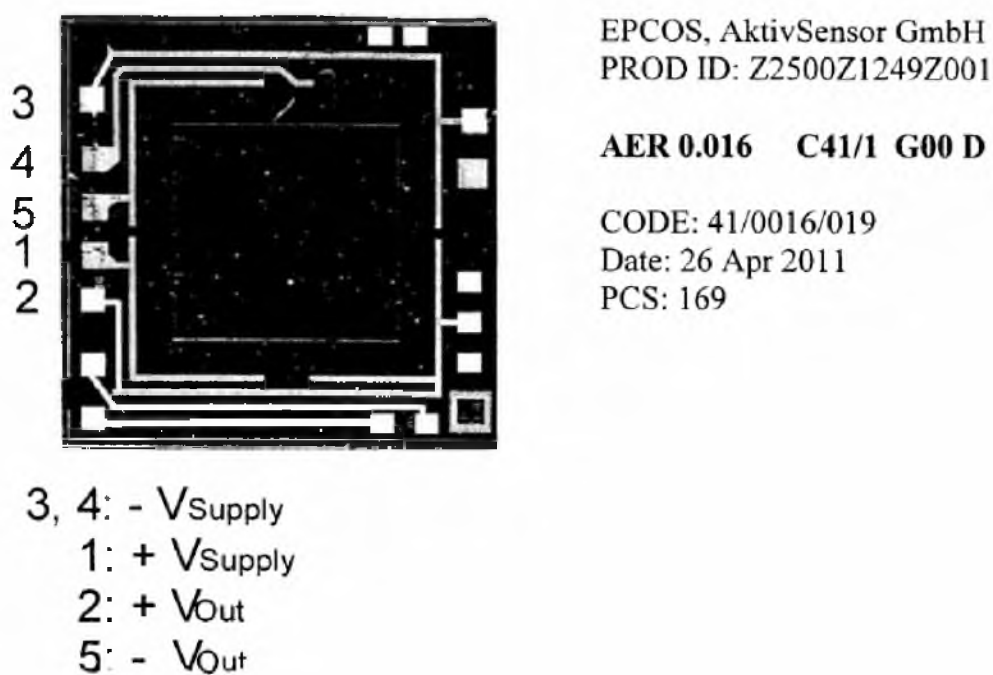 EPCOS, AktivSensor GmbH
PROD ID: Z2500Z1249Z001
AER 0.016 C41/1 G00 D
CODE: 41/0016/019
Date: 26 Apr 2011
PCS: 169
3
4
5
1
2
3, 4: - VSupply
1: + VSupply
2: + VOut
5: - VOut